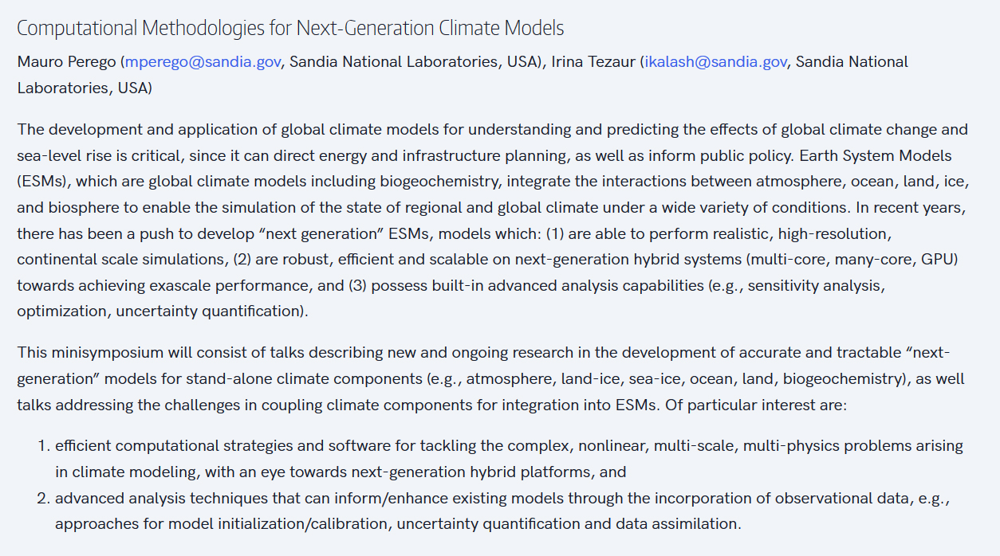 Computational Methodologies for Next-Generation Climate Models
Mauro Perego (mperego@sandia.gov, Sandia National Laboratories, USA), Irina Tezaur (ikalash@sandia.gov, Sandia National
Laboratories, USA)
The development and application of global climate models for understanding and predicting the effects of global climate change and
sea-level rise is critical, since it can direct energy and infrastructure planning, as well as inform public policy. Earth System Models
(ESMs), which are global climate models including biogeochemistry, integrate the interactions between atmosphere, ocean, land, ice,
and biosphere to enable the simulation of the state of regional and global climate under a wide variety of conditions. In recent years,
there has been a push to develop “next generation” ESMs, models which: (1) are able to perform realistic, high-resolution,
continental scale simulations, (2) are robust, efficient and scalable on next-generation hybrid systems (multi-core, many-core, GPU)
towards achieving exascale performance, and (3) possess built-in advanced analysis capabilities (e.g., sensitivity analysis,
optimization, uncertainty quantification).
This minisymposium will consist of talks describing new and ongoing research in the development of accurate and tractable “next-
generation” models for stand-alone climate components (e.g., atmosphere, land-ice, sea-ice, ocean, land, biogeochemistry), as well
talks addressing the challenges in coupling climate components for integration into ESMs. Of particular interest are:
1. efficient computational strategies and software for tackling the complex, nonlinear, multi-scale, multi-physics problems arising
in climate modeling, with an eye towards next-generation hybrid platforms, and
2. advanced analysis techniques that can inform/enhance existing models through the incorporation of observational data, e.g.,
approaches for model initialization/calibration, uncertainty quantification and data assimilation.